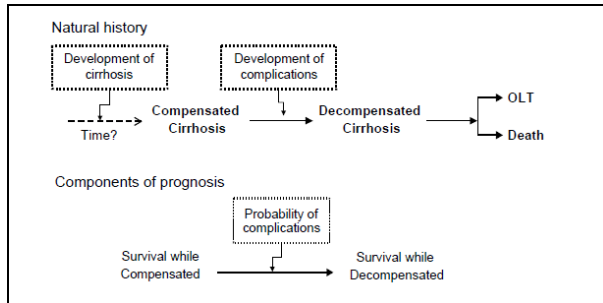 Natural history
Development of
cirrhosis
Development of
complications
Time?
Compensated
Cirrhosis
Decompensated
Cirrhosis
OLT
Death
Components of prognosis
Probability of
complications
Survival while
Compensated
Survival while
Decompensated